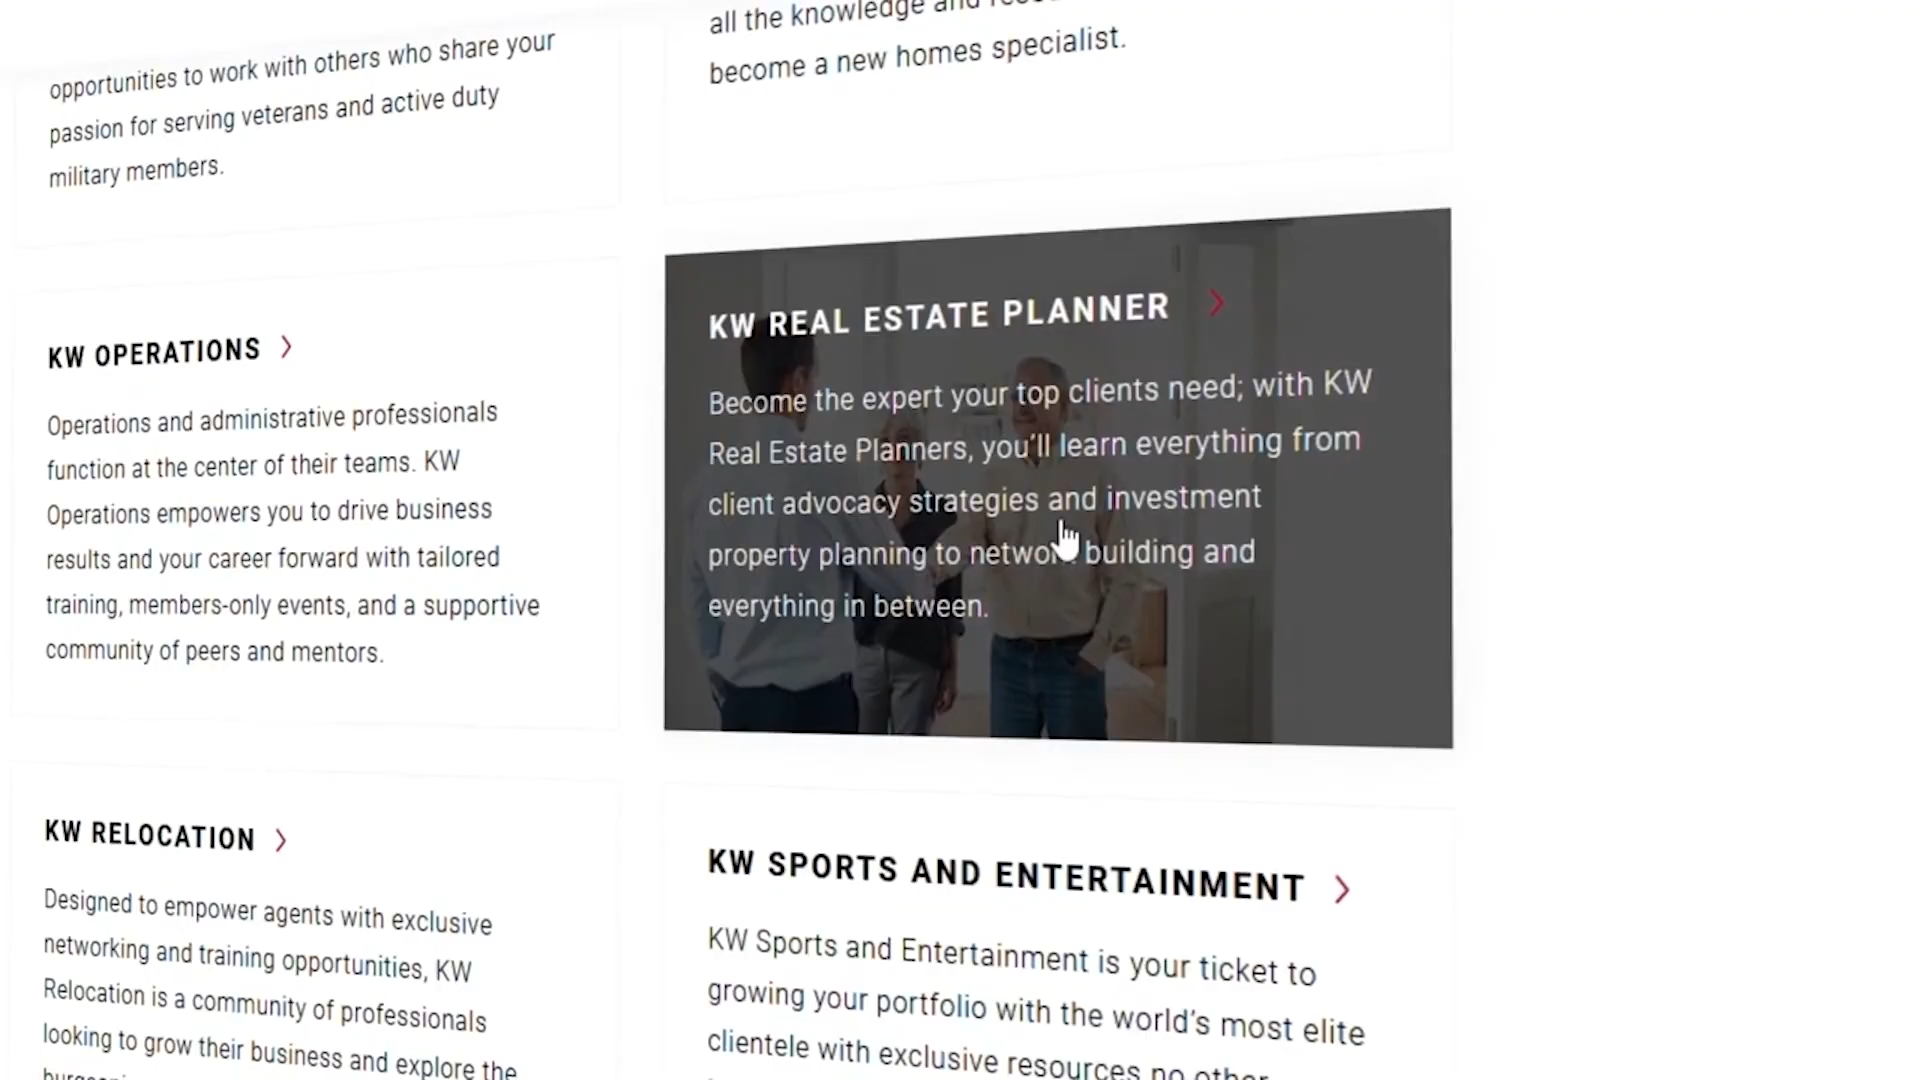 opportunities to work with others who share your
passion for serving veterans and active duty
military members.
all the knowledge and
become a new homes specialist.
KW OPERATIONS
Operations and administrative professionals
function at the center of their teams. KW
Operations empowers you to drive business
results and your career forward with tailored
training, members-only events, and a supportive
community of peers and mentors.
KW REAL ESTATE PLANNER
Become the expert your top clients need; with KW
Real Estate Planners, you'll learn everything from
client advocacy strategies and investment
property planning to network building and
everything in between.
KW RELOCATION
Designed to empower agents with exclusive
networking and training opportunities, KW
Relocation is a community of professionals
looking to grow their business and explore the
KW SPORTS AND ENTERTAINMENT
KW Sports and Entertainment is your ticket to
growing your portfolio with the world's most elite
clientele with exclusive resources no other